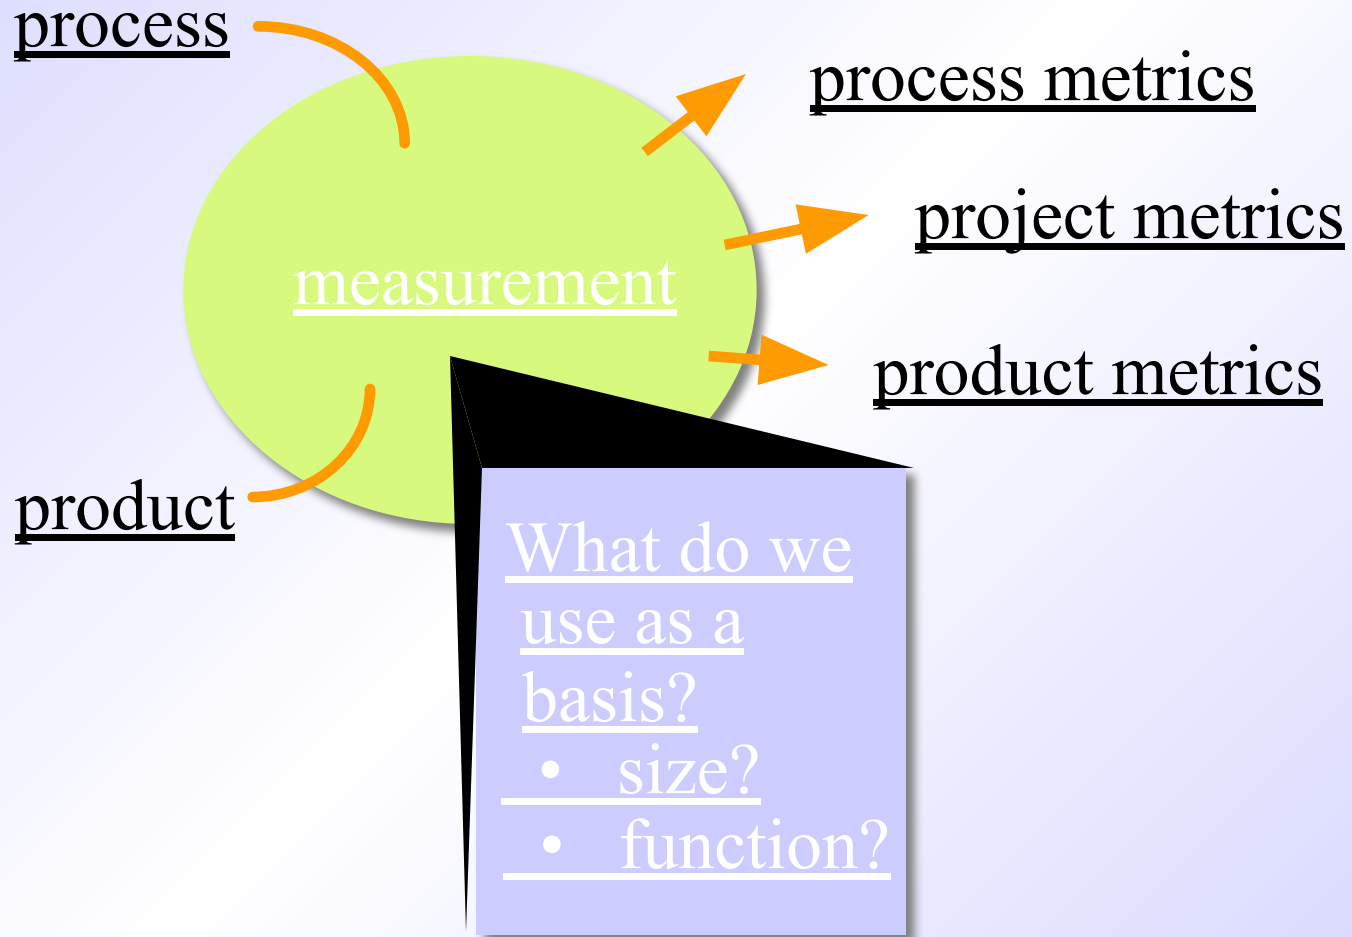 process
process metrics
project metrics
measurement
product metrics
product
What do we
use as a
basis?
• size?
• function?